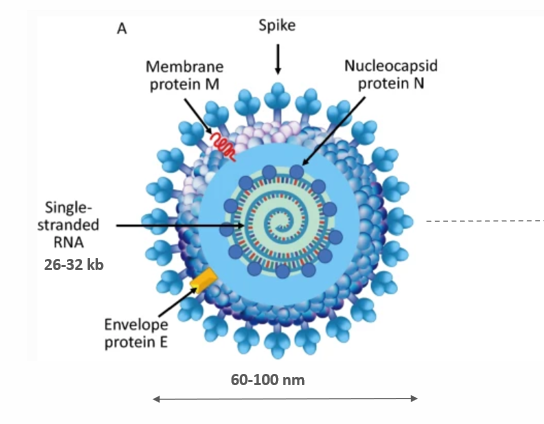 A
Spike
Membrane
protein M
Nucleocapsid
protein N
Single-
stranded
RNA
26-32 kb
Envelope
protein E
60-100 nm